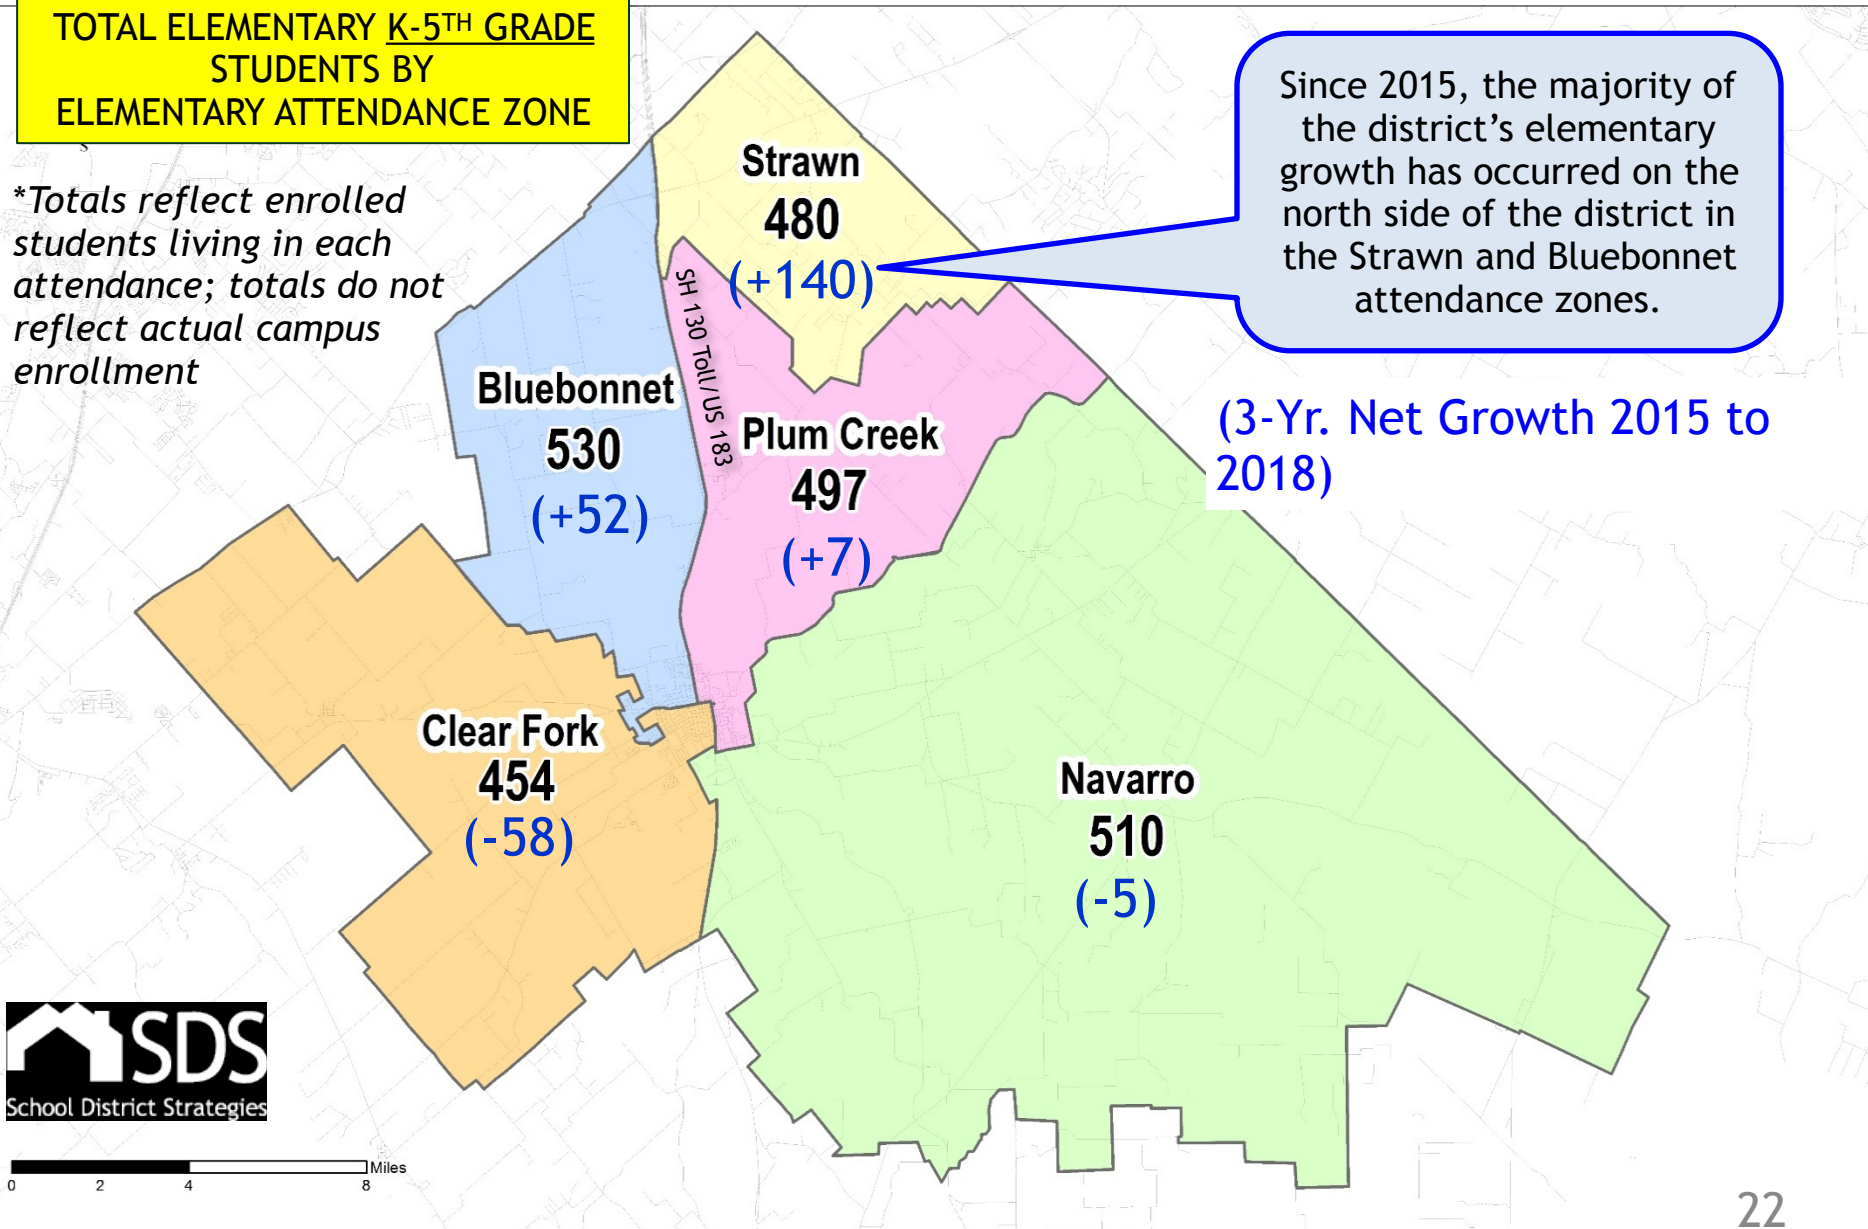 TOTAL ELEMENTARY K-5TH GRADE
STUDENTS BY
ELEMENTARY ATTENDANCE ZONE
*Totals reflect enrolled
students living in each
attendance; totals do not
reflect actual campus
enrollment
Since 2015, the majority of
the district’s elementary
growth has occurred on the
north side of the district in
the Strawn and Bluebonnet
attendance zones.
(3-Yr. Net Growth 2015 to
2018)
Strawn
480
(+140)
SH 130 Toll/US 183
Bluebonnet
530
(+52)
Plum Creek
497
(+7)
Clear Fork
454
(-58)
Navarro
510
(-5)
SDS
School District Strategies
Miles
0 2 4 8
22